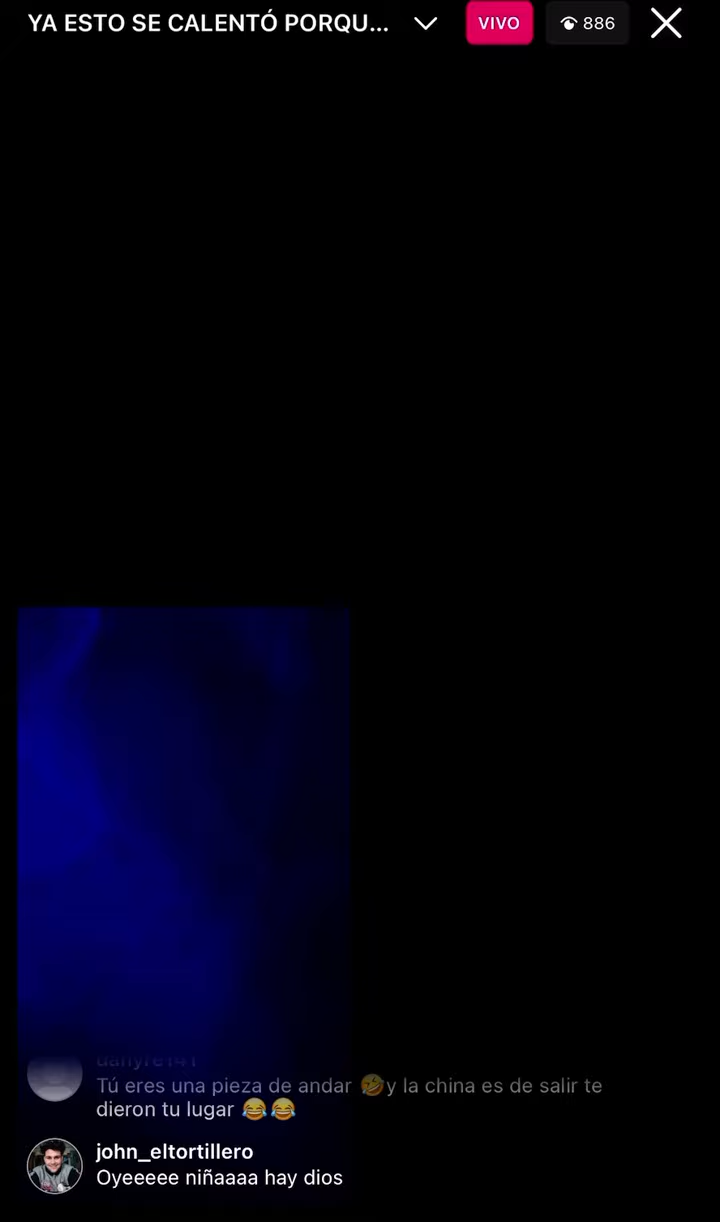 YA ESTO SE CALENTÓ PORQU...
VIVO
886
Tú eres una pieza de andar 🤣y la china es de salir te
dieron tu lugar 😂😂
john_eltortillero
Oyeeeee niñaaaa hay dios